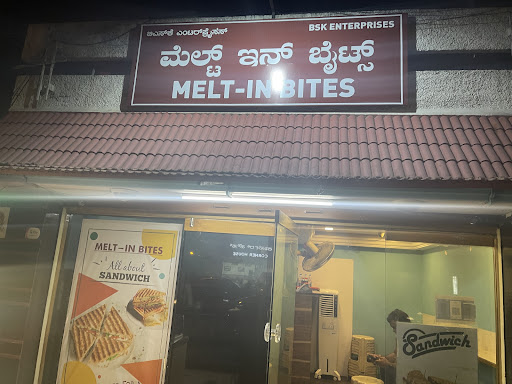 ಬಿಎಸ್‌ಕೆ ಎಂಟರ್‌ಪ್ರೈಸಸ್
BSK ENTERPRISES
ಮೆಲ್ಟ್ ಇನ್ ಬೈಟ್ಸ್
MELT-IN BITES
MELT-IN BITES
All about
SANDWICH
Sandwich